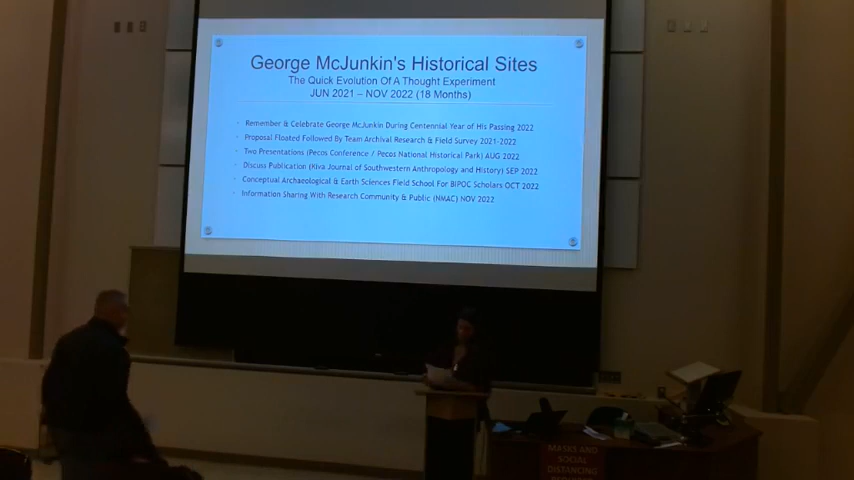 George McJunkin's Historical Sites
The Quick Evolution Of A Thought Experiment
JUN 2021 – NOV 2022 (18 Months)
Remember & Celebrate George McJunkin During Centennial Year of His Passing 2022
Proposal Floated Followed By Team Archival Research & Field Survey 2021-2022
Two Presentations (Pecos Conference / Pecos National Historical Park) AUG 2022
Discuss Publication (Kiva Journal of Southwestern Anthropology and History) SEP 2022
Conceptual Archaeological & Earth Sciences Field School For BIPOC Scholars OCT 2022
Information Sharing With Research Community & Public (NMAC) NOV 2022
MASKS AND
SOCIAL
DISTANCING